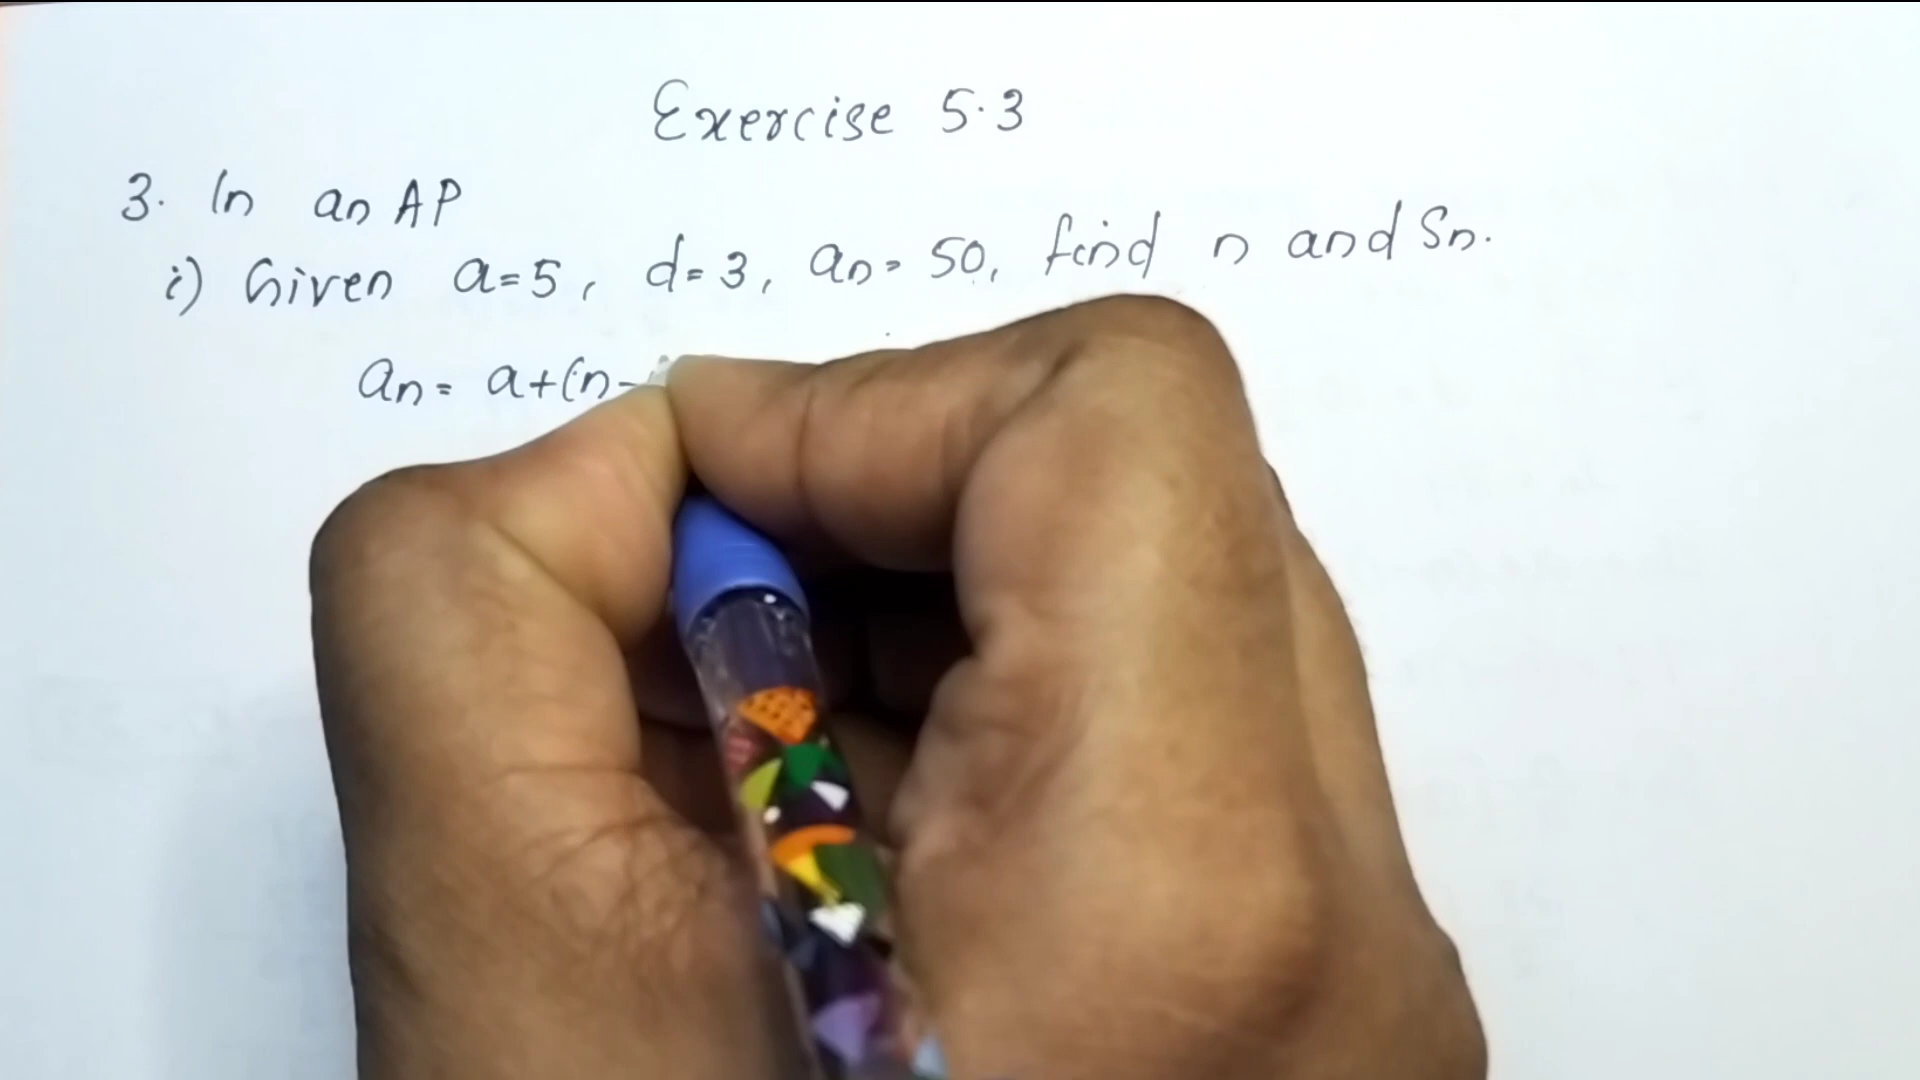 Exercise 5.3
3. In an AP
i) Given a=5, d=3, an=50, find n and Sn.
an = a+(n-